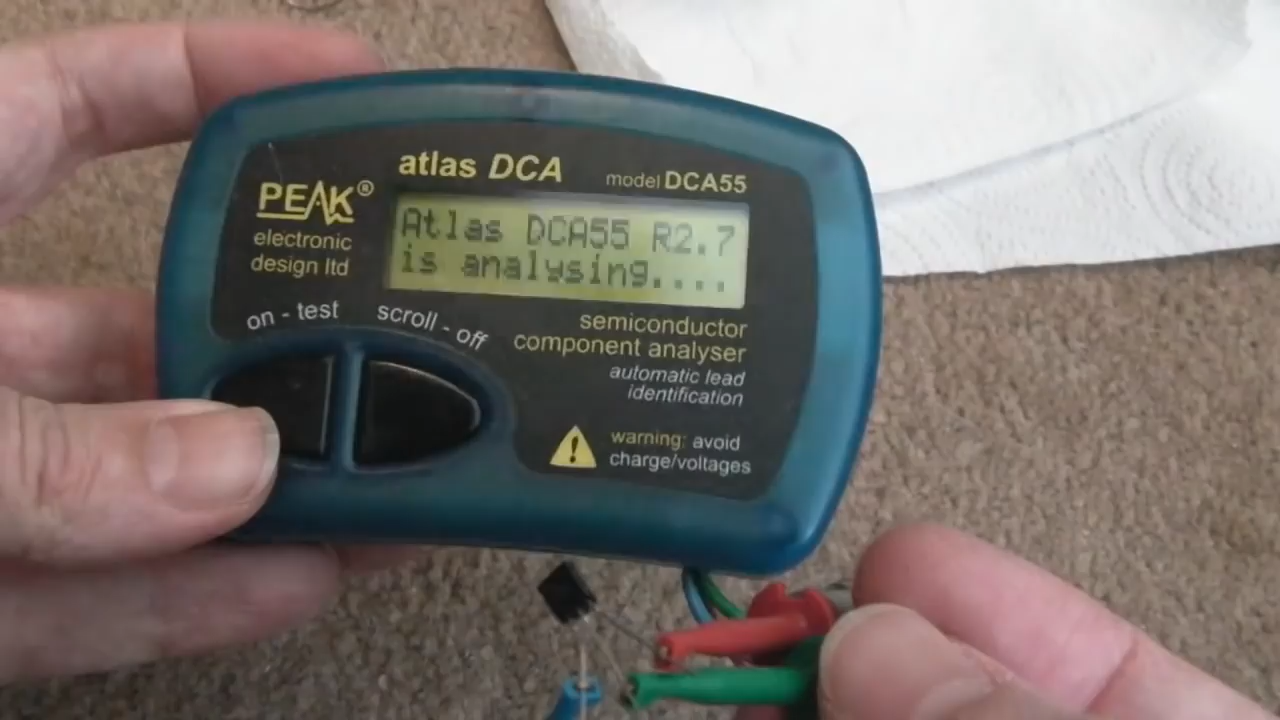 atlas DCA
model DCA55
PEAK®
electronic
design ltd
Atlas DCA55 R2.7
is analysing....
on - test
scroll - off
semiconductor
component analyser
automatic lead
identification
warning: avoid
charge/voltages